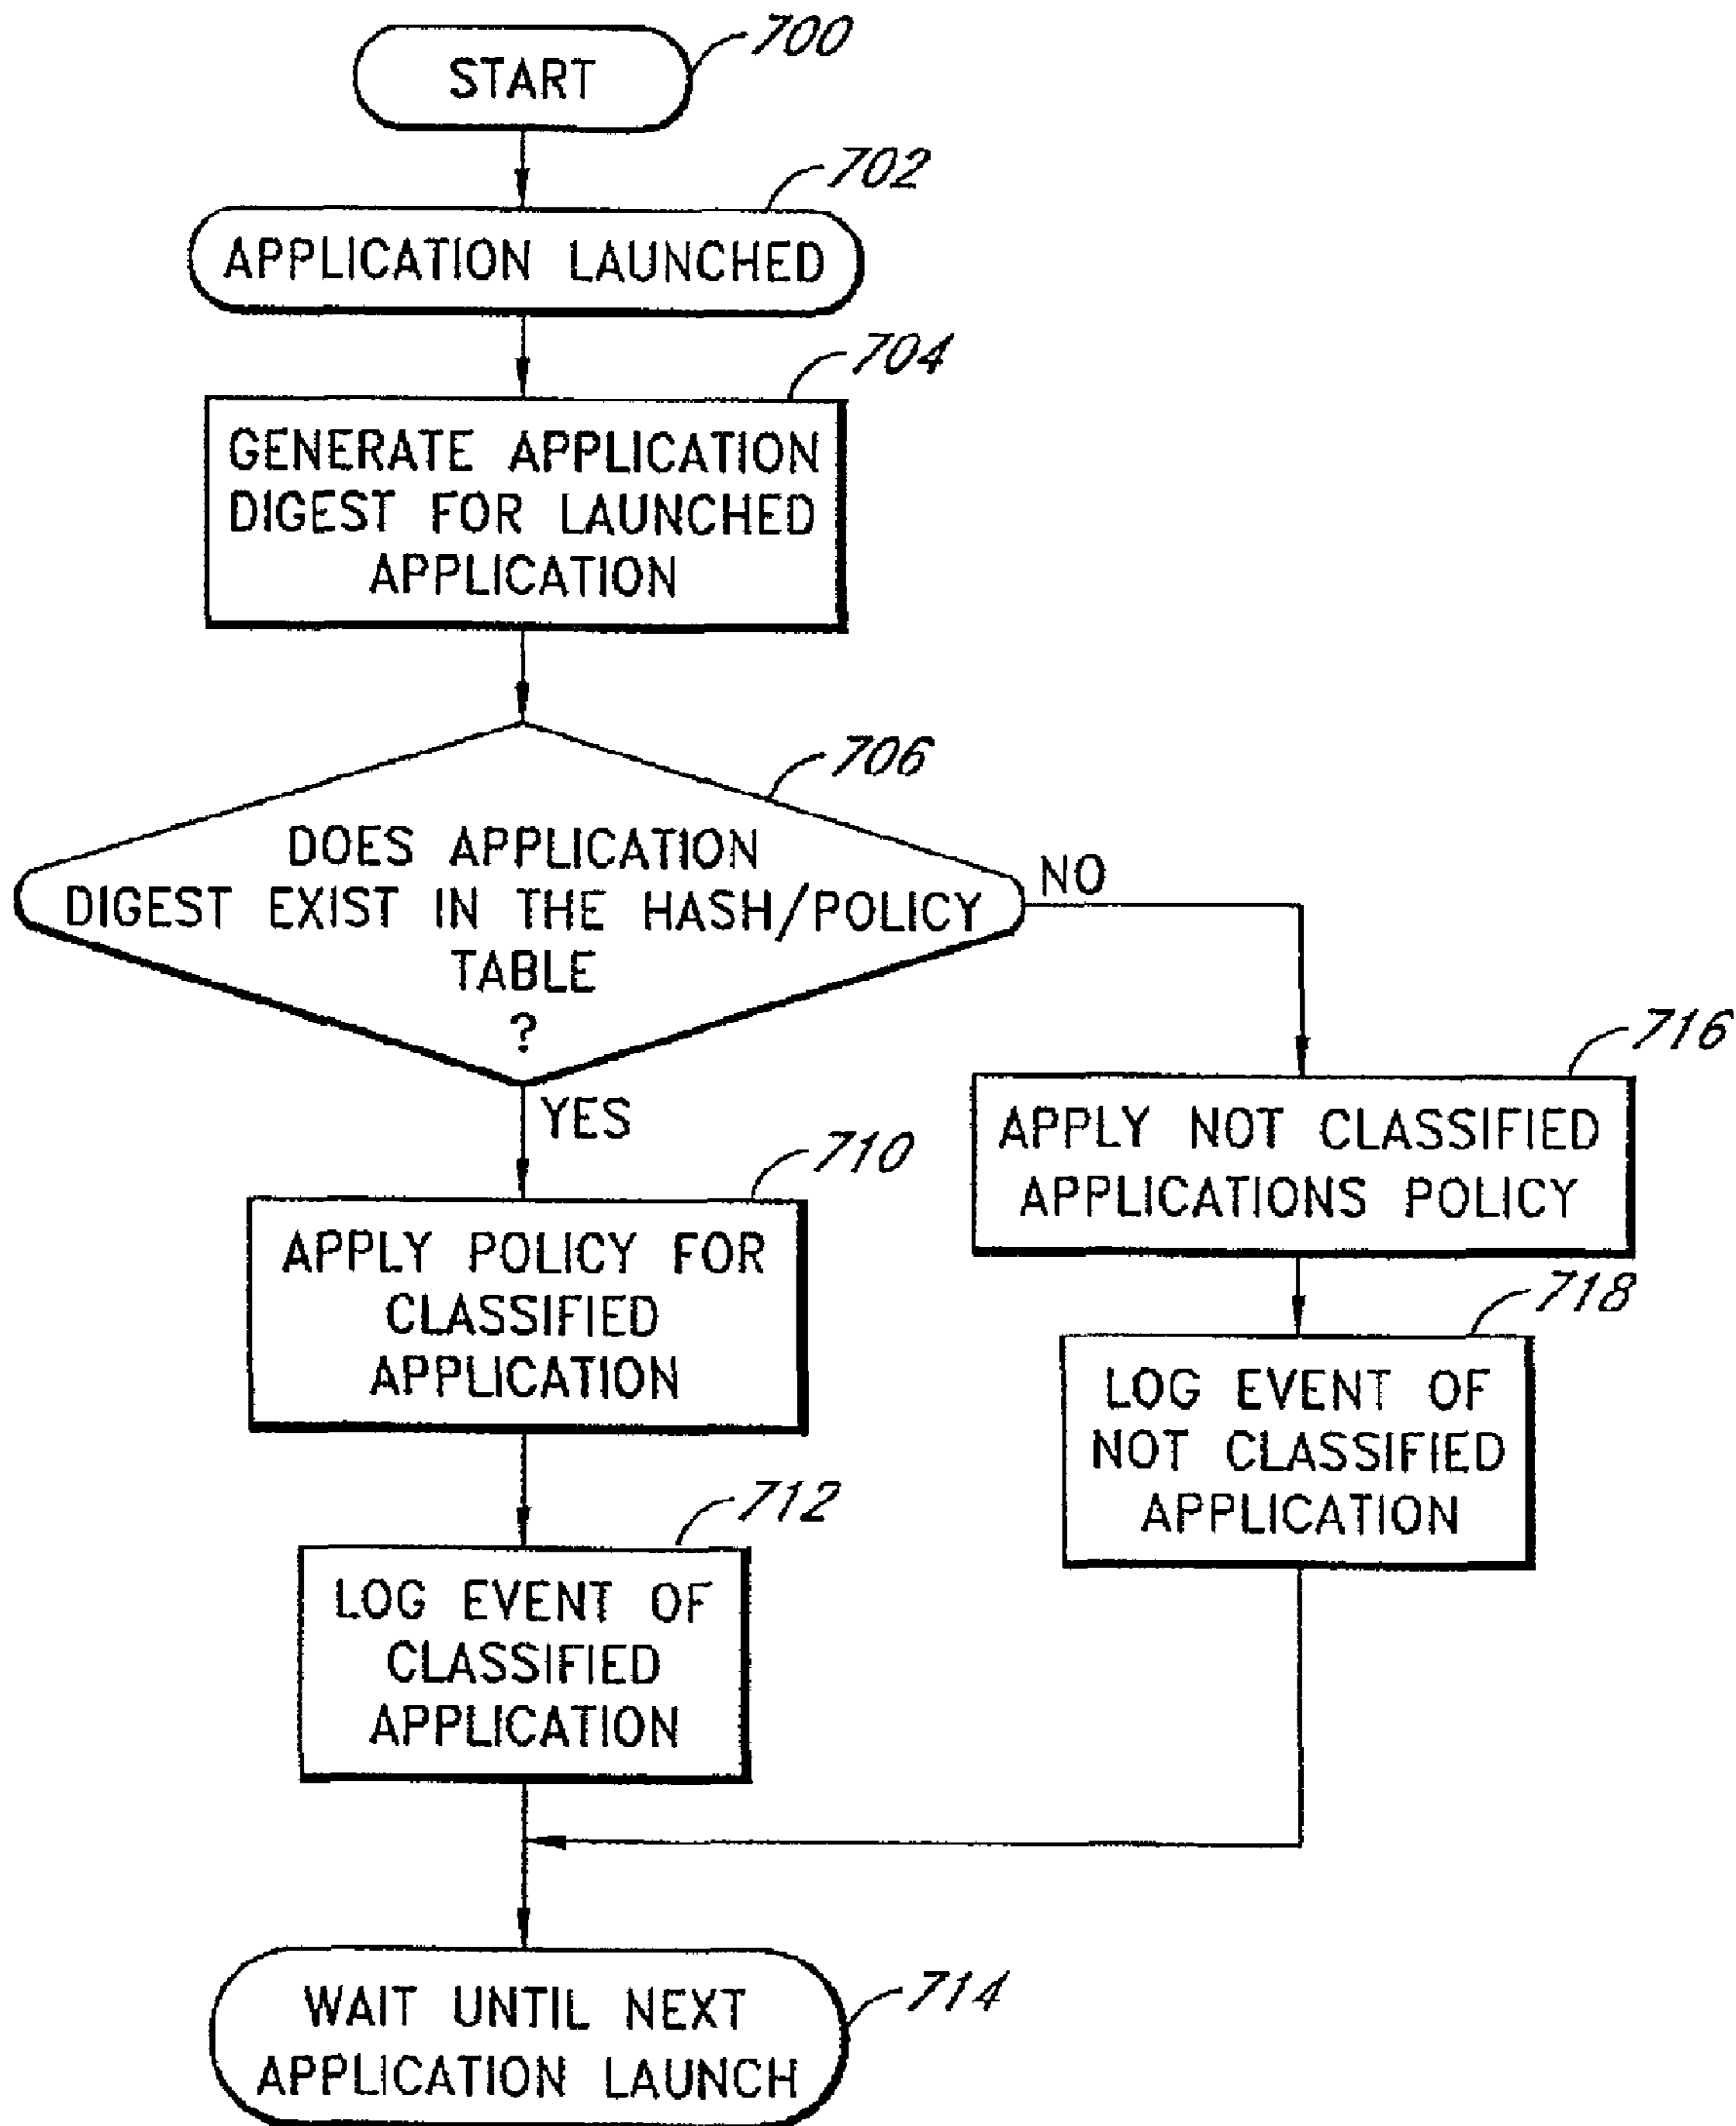 700
START
702
APPLICATION LAUNCHED
704
GENERATE APPLICATION
DIGEST FOR LAUNCHED
APPLICATION
706
DOES APPLICATION
DIGEST EXIST IN THE HASH/POLICY
TABLE
?
NO
YES
710
APPLY POLICY FOR
CLASSIFIED
APPLICATION
712
LOG EVENT OF
CLASSIFIED
APPLICATION
716
APPLY NOT CLASSIFIED
APPLICATIONS POLICY
718
LOG EVENT OF
NOT CLASSIFIED
APPLICATION
714
WAIT UNTIL NEXT
APPLICATION LAUNCH